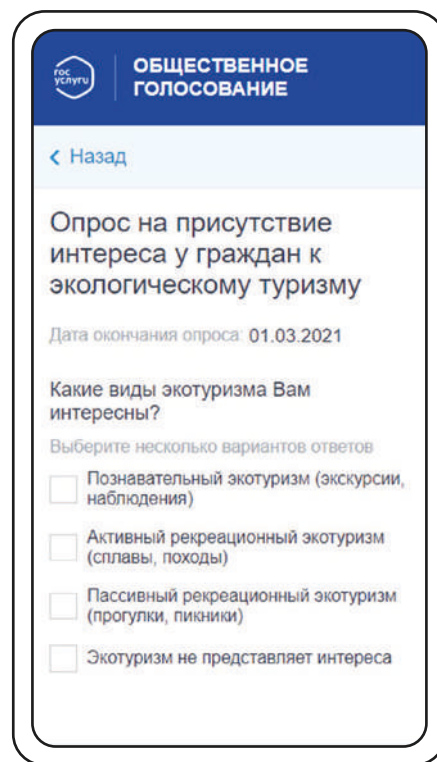 гос
услуги
ОБЩЕСТВЕННОЕ
ГОЛОСОВАНИЕ
Назад
Опрос на присутствие
интереса у граждан к
экологическому туризму
Дата окончания опроса: 01.03.2021
Какие виды экотуризма Вам
интересны?
Выберите несколько вариантов ответов
Познавательный экотуризм (экскурсии,
наблюдения)
Активный рекреационный экотуризм
(сплавы, походы)
Пассивный рекреационный экотуризм
(прогулки, пикники)
Экотуризм не представляет интереса